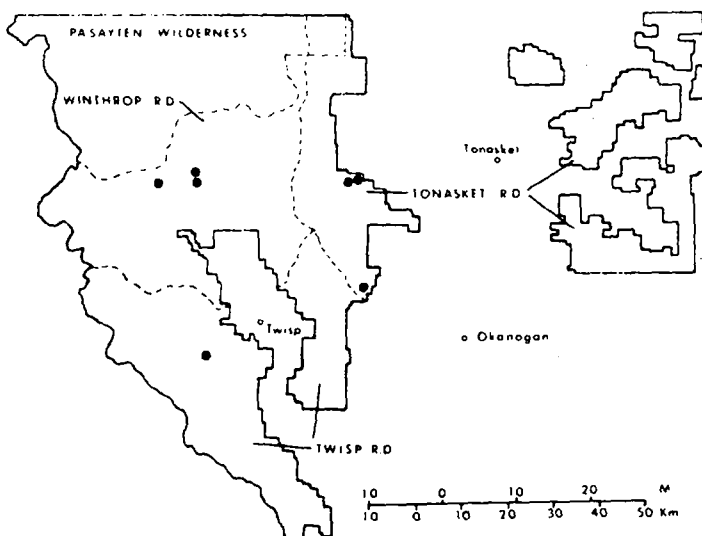 PASAYTEN WILDERNESS
WINTHROP R.D
Tonasket
TONASKET R.D
Twisp
Okanogan
TWISP R.D
10 0 10 20 M
10 0 10 20 30 40 50 Km